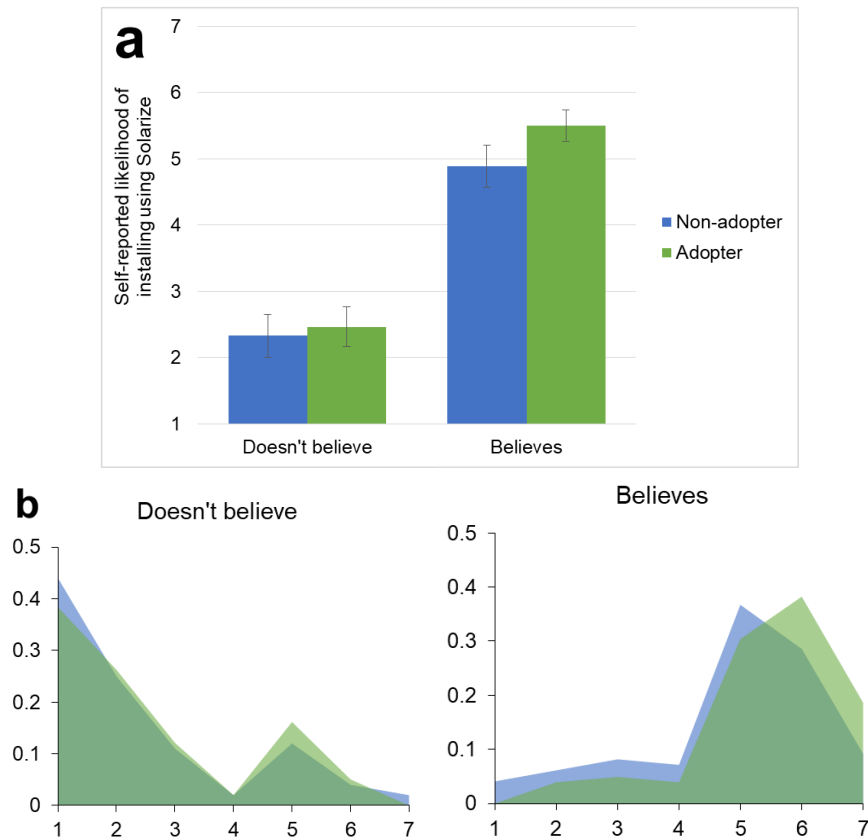 a
7
6
5
4
3
2
1
Self-reported likelihood of
installing using Solarize
Doesn't believe
Believes
Non-adopter
Adopter
b
Doesn't believe
0.5
0.4
0.3
0.2
0.1
0
1 2 3 4 5 6 7
Believes
0.5
0.4
0.3
0.2
0.1
0
1 2 3 4 5 6 7